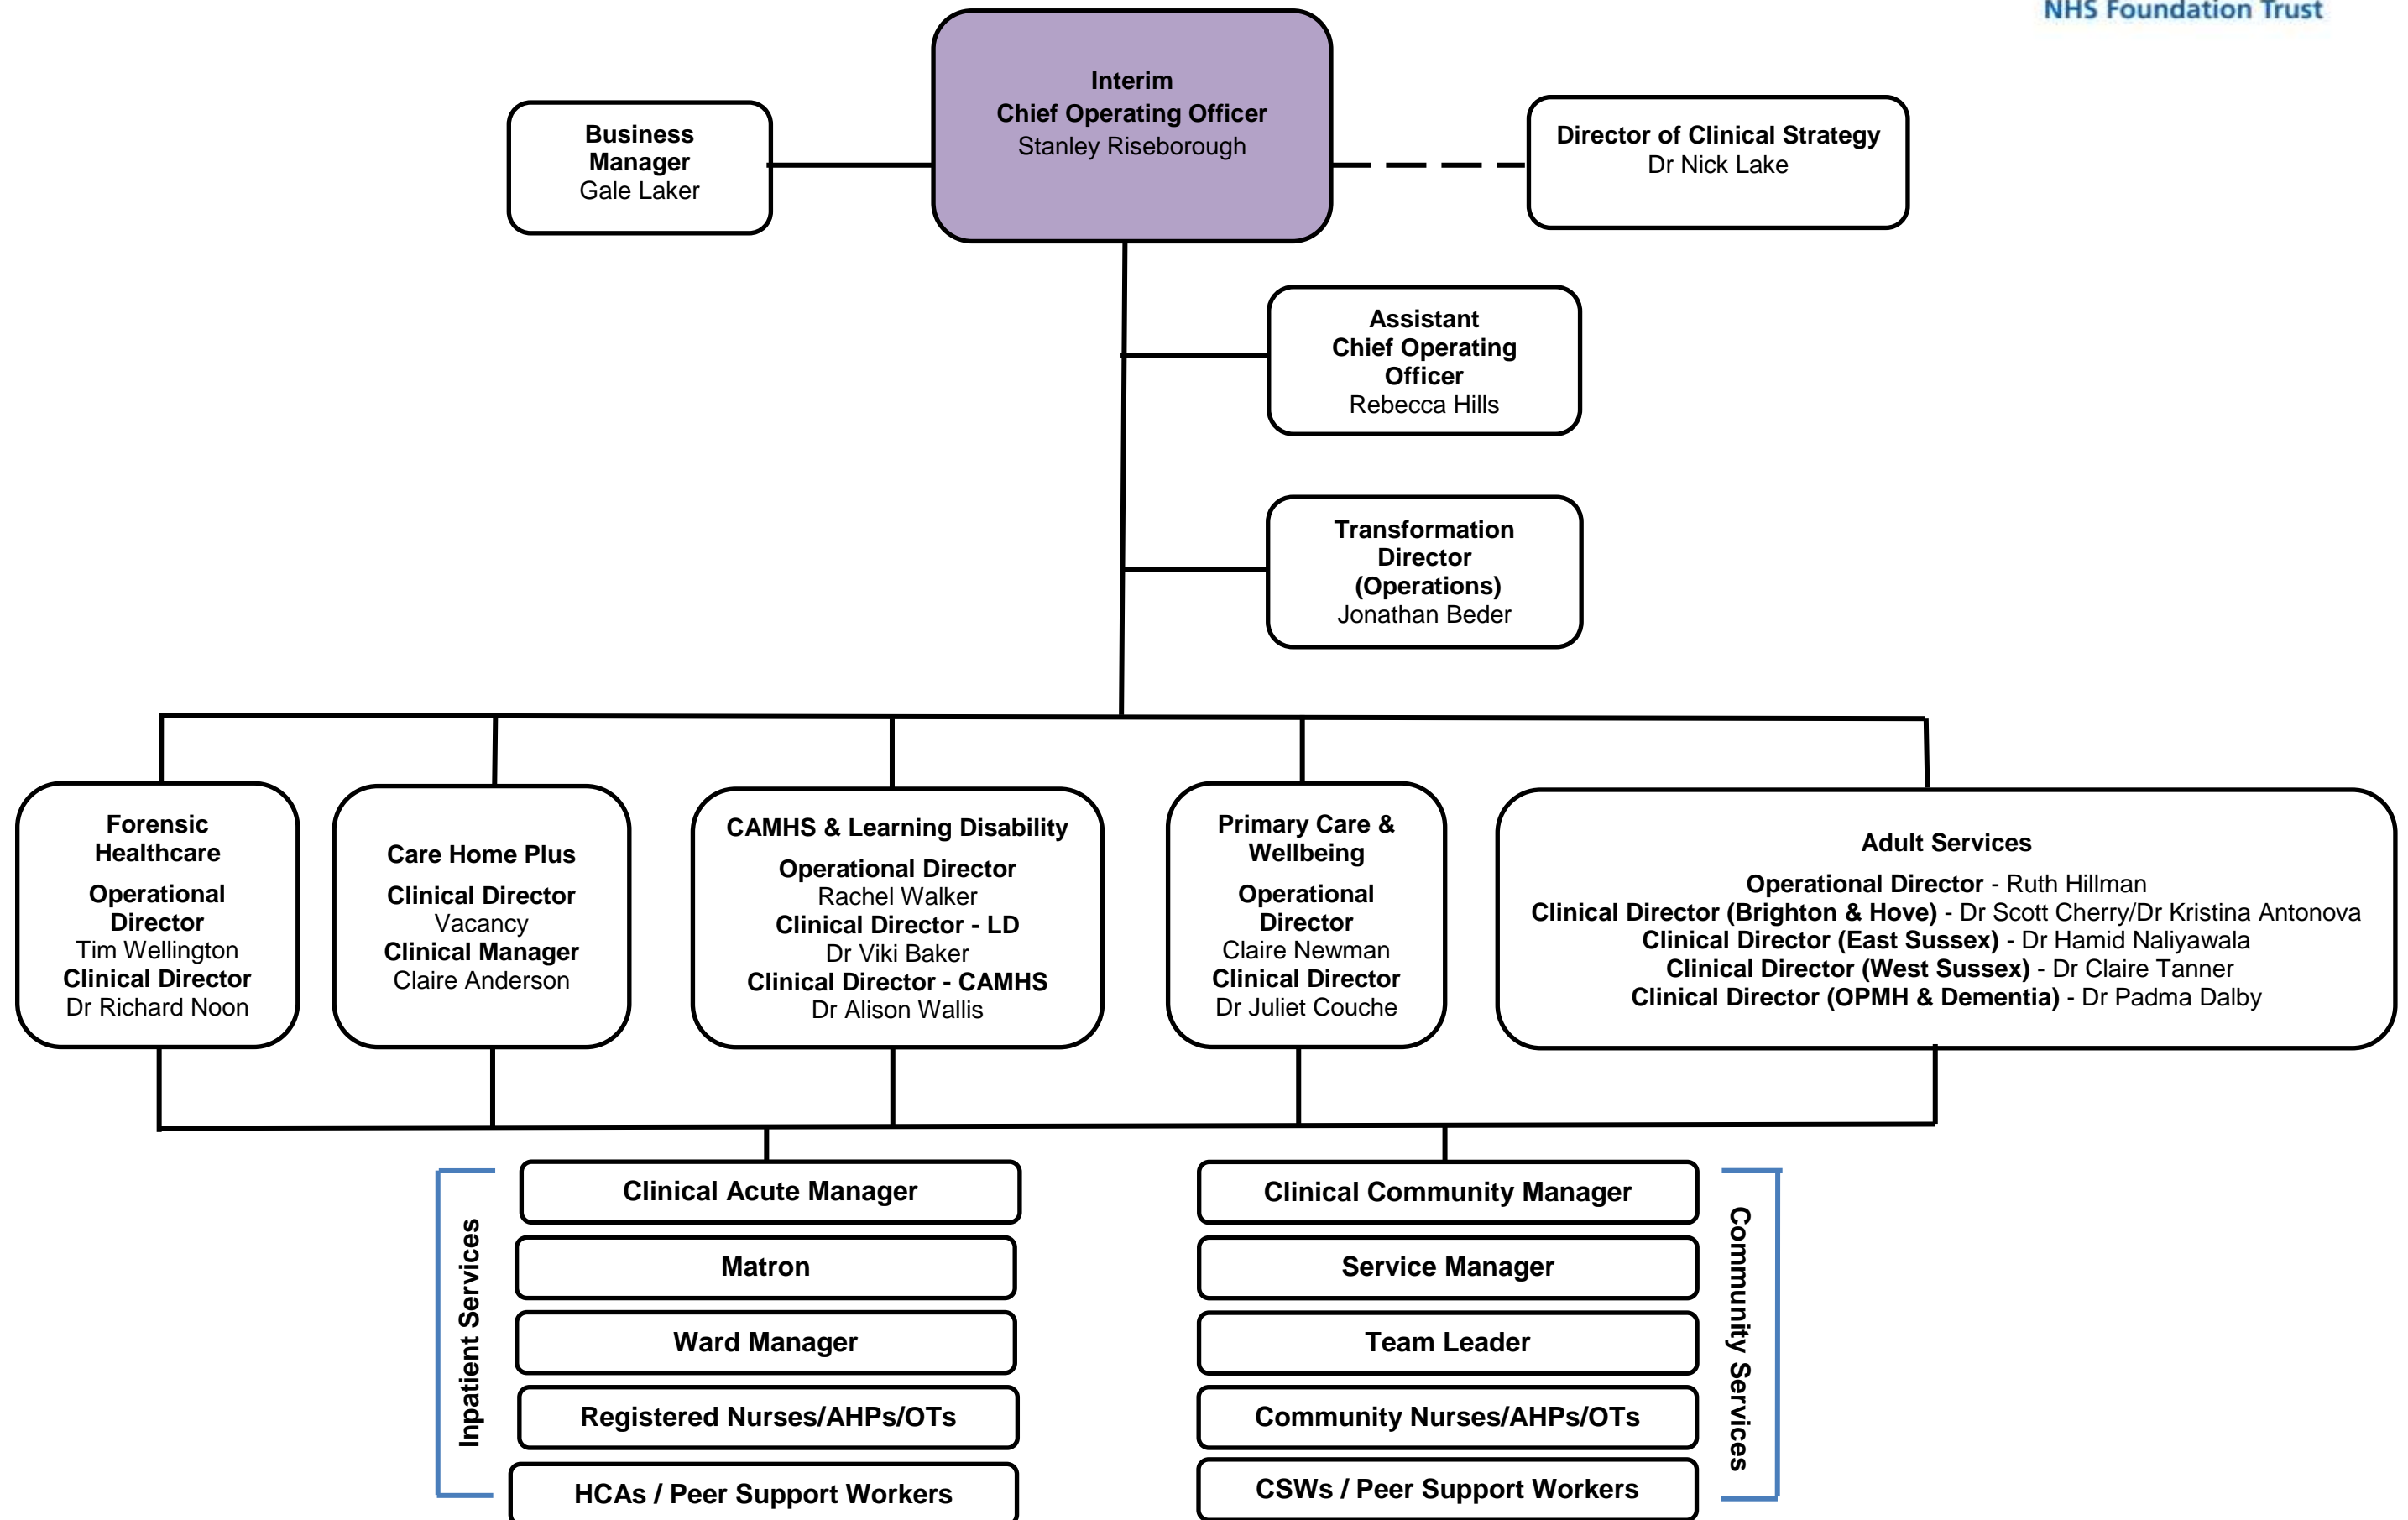 NHS Foundation Trust
Interim
Chief Operating Officer
Stanley Riseborough
Business
Manager
Gale Laker
Director of Clinical Strategy
Dr Nick Lake
Assistant
Chief Operating
Officer
Rebecca Hills
Transformation
Director
(Operations)
Jonathan Beder
Forensic
Healthcare
Operational
Director
Tim Wellington
Clinical Director
Dr Richard Noon
Care Home Plus
Clinical Director
Vacancy
Clinical Manager
Claire Anderson
CAMHS & Learning Disability
Operational Director
Rachel Walker
Clinical Director - LD
Dr Viki Baker
Clinical Director - CAMHS
Dr Alison Wallis
Primary Care &
Wellbeing
Operational
Director
Claire Newman
Clinical Director
Dr Juliet Couche
Adult Services
Operational Director - Ruth Hillman
Clinical Director (Brighton & Hove) - Dr Scott Cherry/Dr Kristina Antonova
Clinical Director (East Sussex) - Dr Hamid Naliyawala
Clinical Director (West Sussex) - Dr Claire Tanner
Clinical Director (OPMH & Dementia) - Dr Padma Dalby
Inpatient Services
Clinical Acute Manager
Matron
Ward Manager
Registered Nurses/AHPs/OTs
HCAs / Peer Support Workers
Clinical Community Manager
Service Manager
Team Leader
Community Nurses/AHPs/OTs
CSWs / Peer Support Workers
Community Services